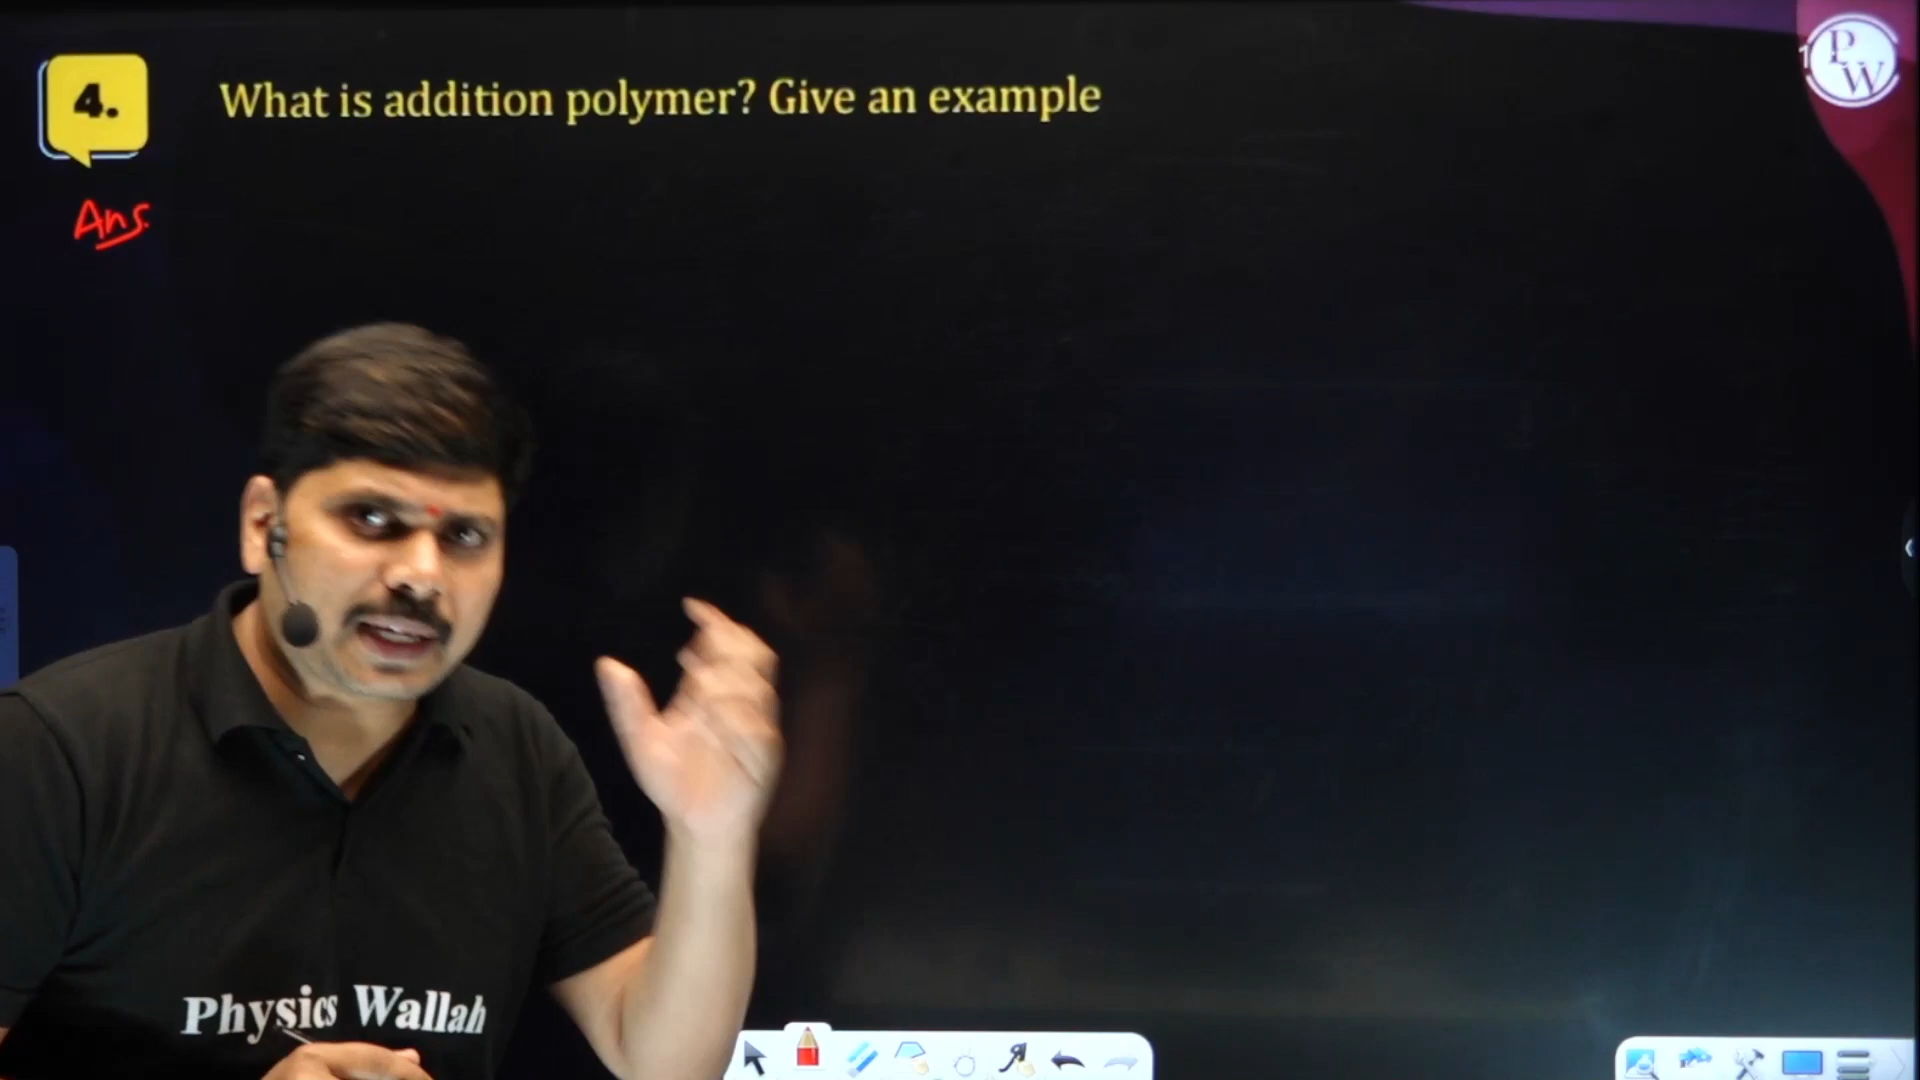 4.
What is addition polymer? Give an example
P
W
Ans.
Physics Wallah